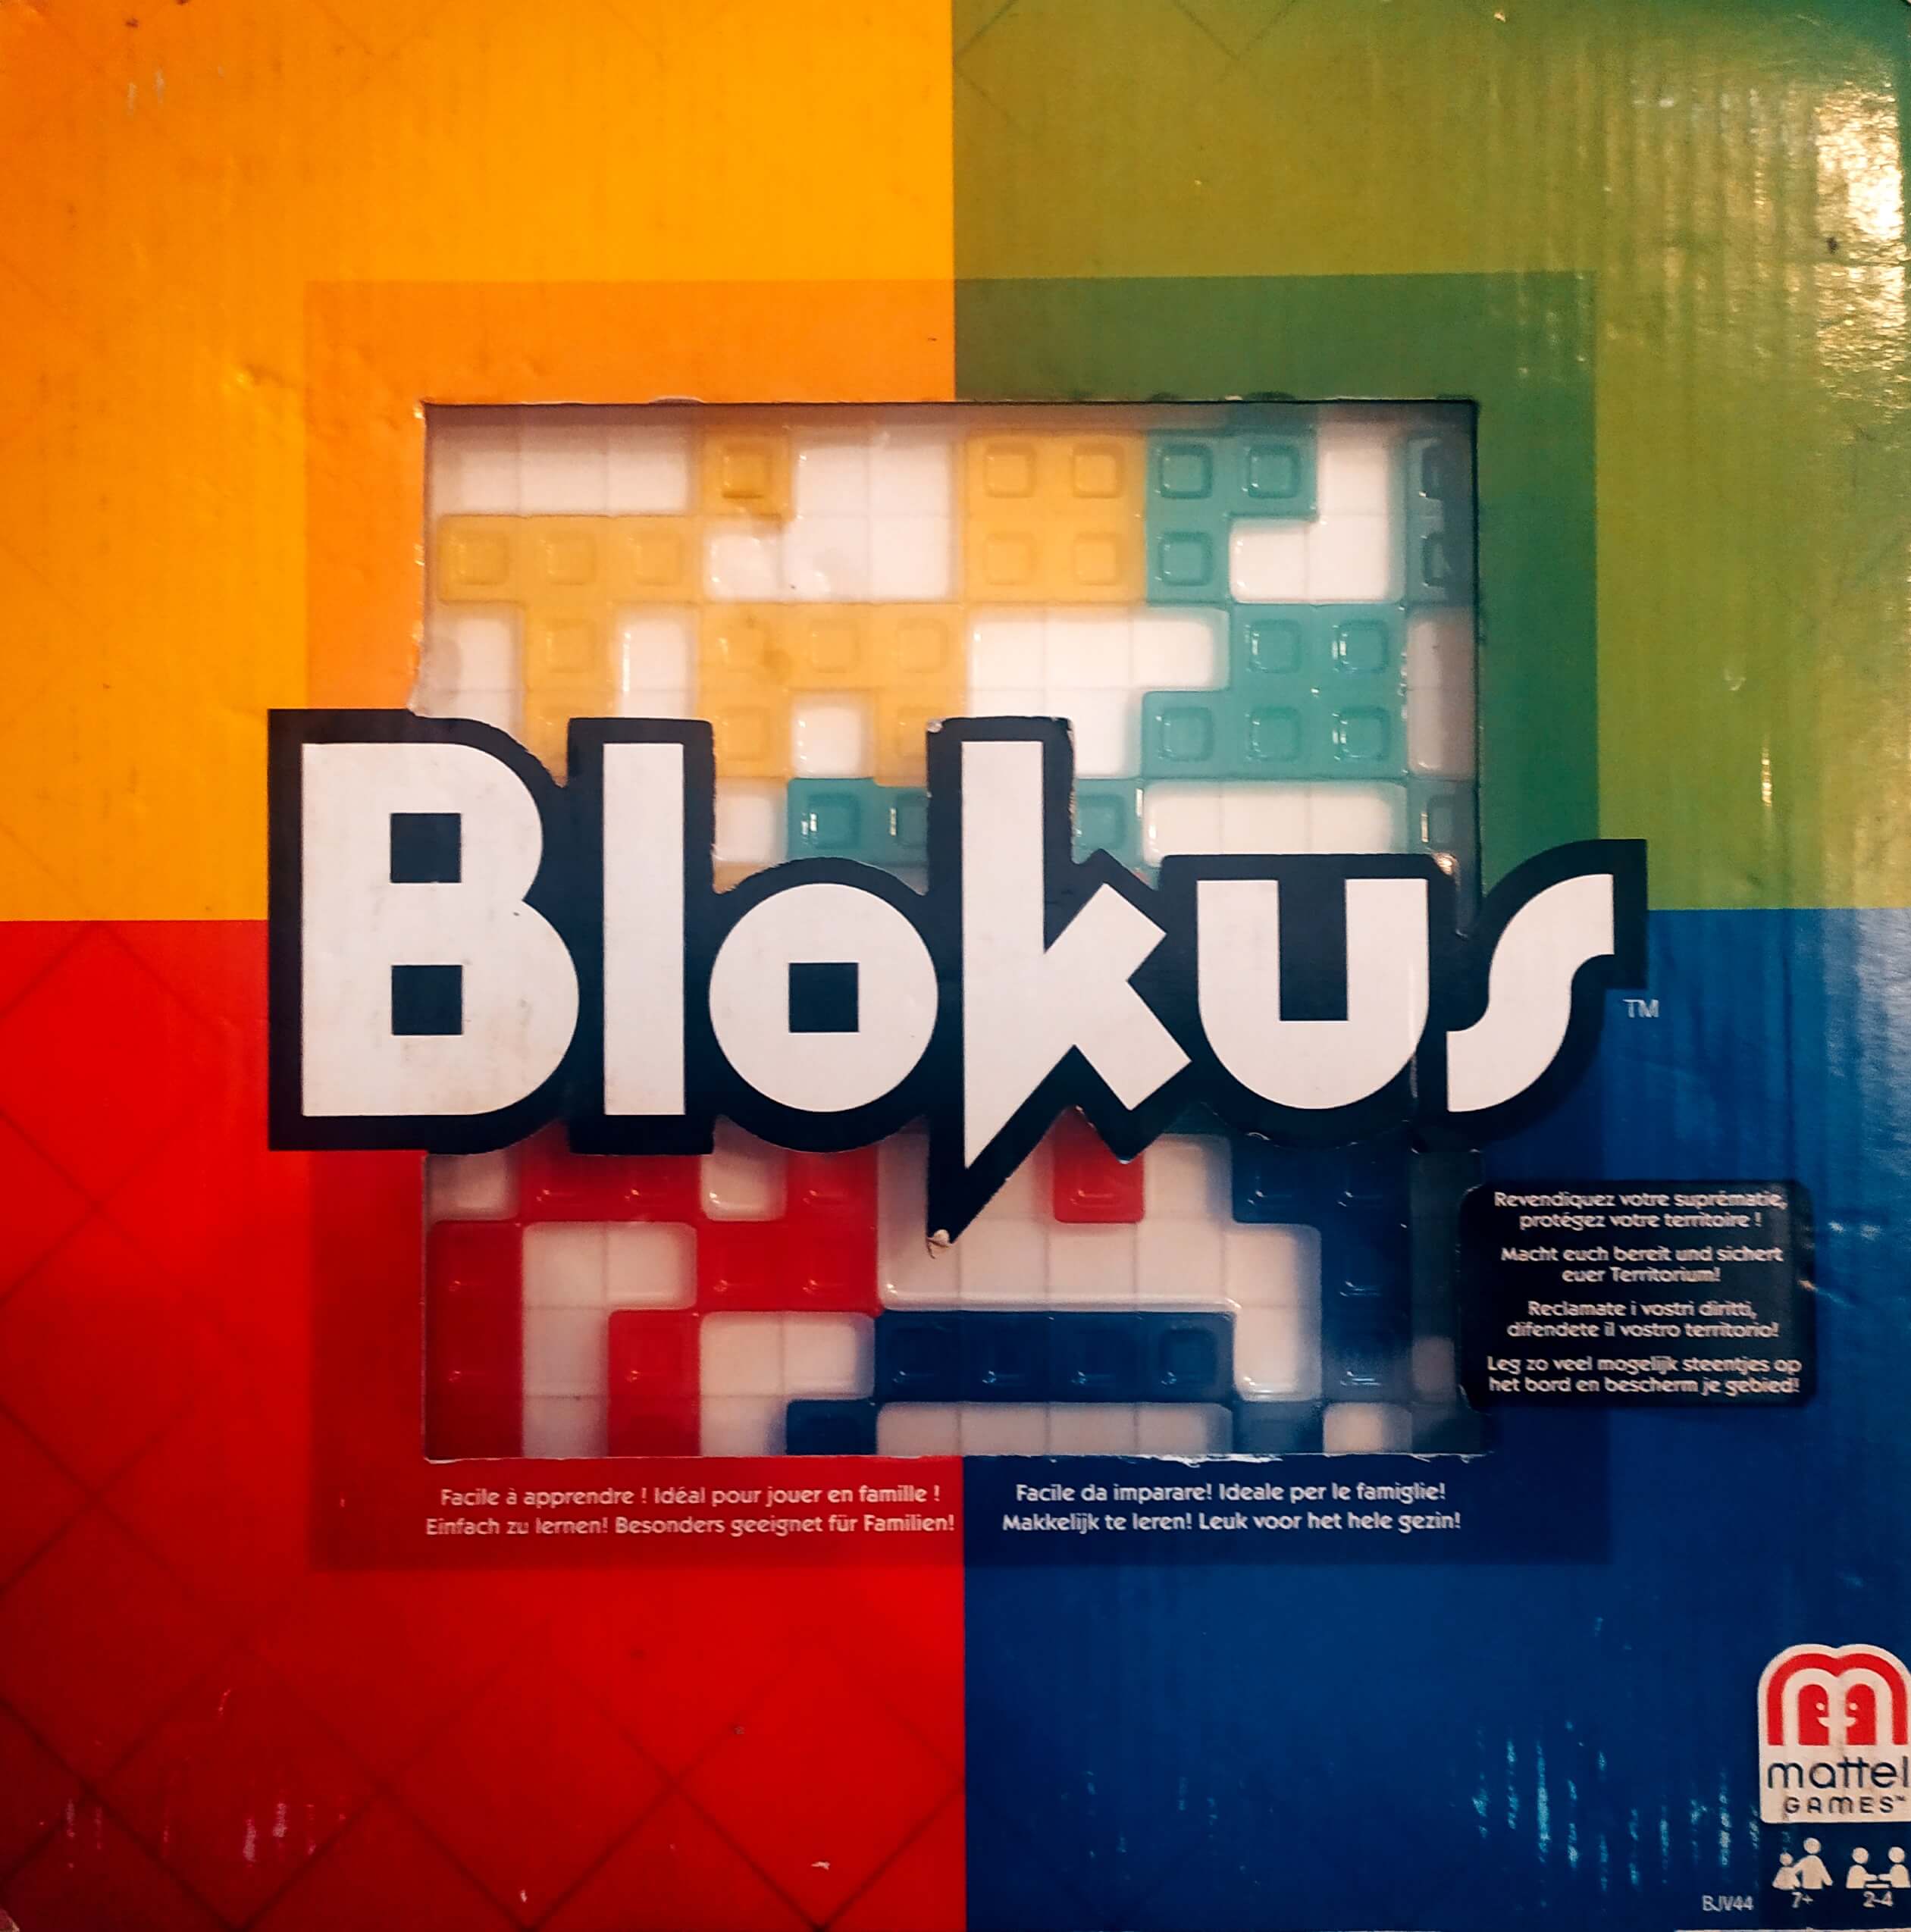 Blokus
TM
Revendiquez votre suprématie,
protégez votre territoire !
Macht euch bereit und sichert
euer Territorium!
Reclamate i vostri diritti,
difendete il vostro territorio!
Leg zo veel mogelijk steentjes op
het bord en bescherm je gebied!
Facile à apprendre ! Idéal pour jouer en famille !
Einfach zu lernen! Besonders geeignet für Familien!
Facile da imparare! Ideale per le famiglie!
Makkelijk te leren! Leuk voor het hele gezin!
mattel
GAMES™
BJV44
7+
2-4